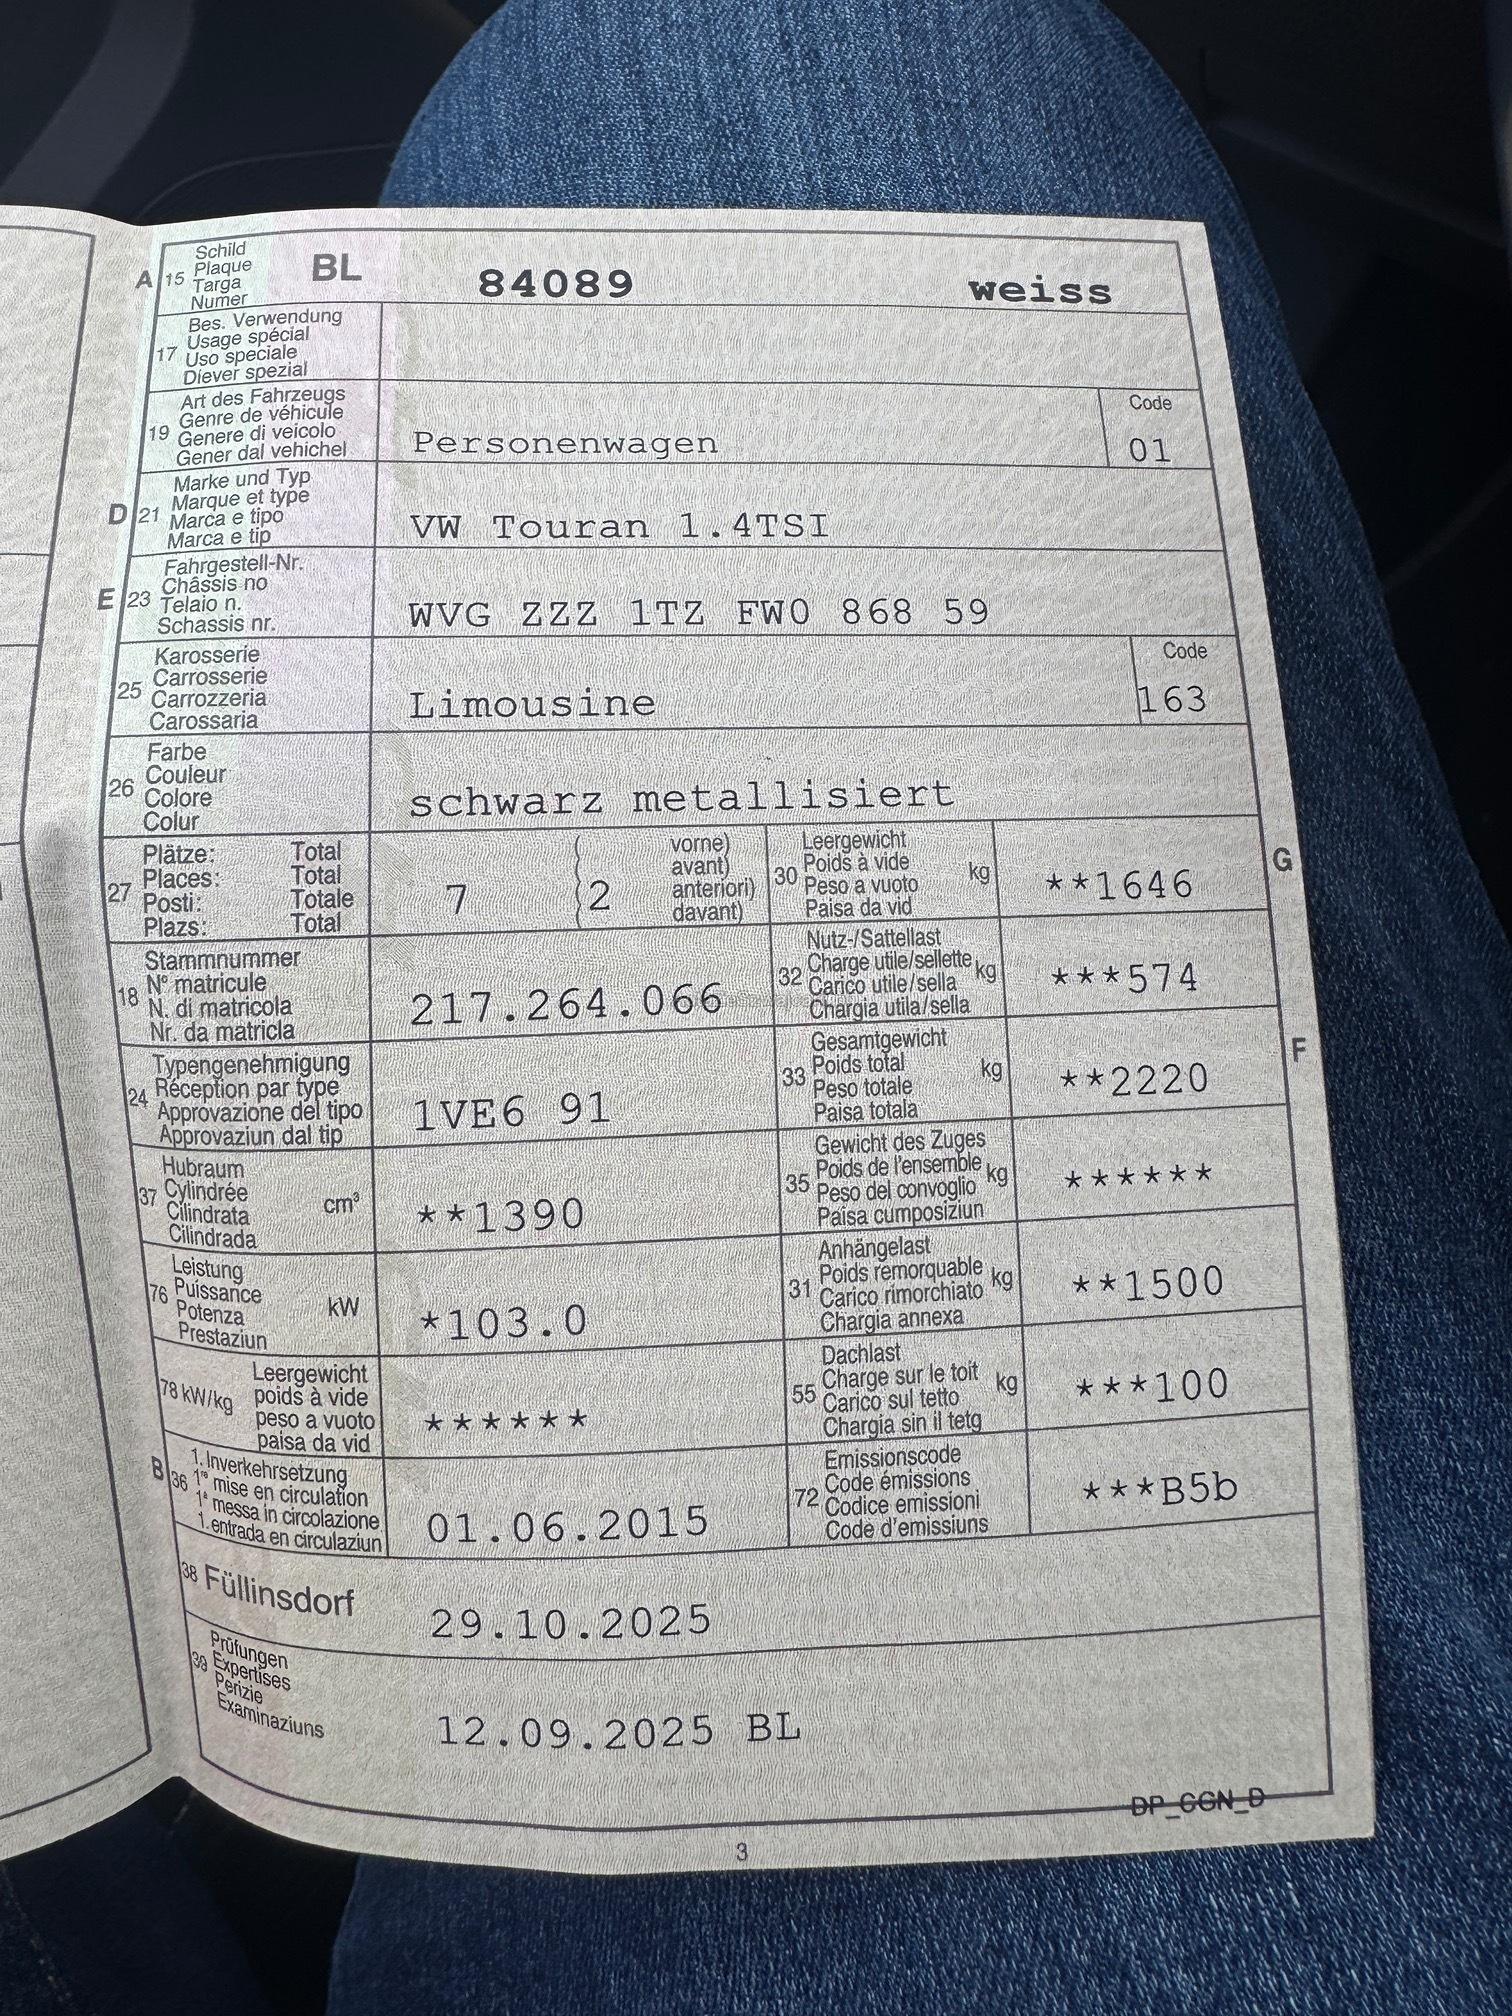 A 15 Schild BL 84089 weiss
Plaque
Targa
Numer
17 Bes. Verwendung
Usage spécial
Uso speciale
Diever spezial
19 Art des Fahrzeugs Code
Genre de véhicule
Genere di veicolo Personenwagen 01
Gener dal vehichel
D 21 Marke und Typ
Marque et type
Marca e tipo VW Touran 1.4TSI
Marca e tip
E 23 Fahrgestell-Nr.
Châssis no
Telaio n. WVG ZZZ 1TZ FW0 868 59
Schassis nr.
25 Karosserie Code
Carrosserie
Carrozzeria Limousine 163
Carossaria
26 Farbe
Couleur
Colore schwarz metallisiert
Colur
27 Plätze: Total 7 ( 2 vorne)
Places: Total avant)
Posti: Totale anteriori)
Plazs: Total davant)
30 Leergewicht kg **1646 G
Poids à vide
Peso a vuoto
Paisa da vid
18 Stammnummer
N° matricule
N. di matricola 217.264.066
Nr. da matricla
32 Nutz-/Sattellast
Charge utile/sellette kg ***574
Carico utile/sella
Chargia utila/sella
24 Typengenehmigung
Réception par type
Approvazione del tipo 1VE6 91
Approvaziun dal tip
33 Gesamtgewicht kg **2220 F
Poids total
Peso totale
Paisa totala
37 Hubraum
Cylindrée cm³ **1390
Cilindrata
Cilindrada
35 Gewicht des Zuges
Poids de l'ensemble kg ******
Peso del convoglio
Paisa cumposiziun
76 Leistung
Puissance kW *103.0
Potenza
Prestaziun
31 Anhängelast
Poids remorquable kg **1500
Carico rimorchiato
Chargia annexa
78 kW/kg Leergewicht
poids à vide
peso a vuoto ******
paisa da vid
55 Dachlast
Charge sur le toit kg ***100
Carico sul tetto
Chargia sin il tetg
B 36 1. Inverkehrsetzung
1re mise en circulation
1a messa in circolazione 01.06.2015
1. entrada en circulaziun
72 Emissionscode
Code émissions ***B5b
Codice emissioni
Code d'emissiuns
38 Füllinsdorf 29.10.2025
39 Prüfungen
Expertises
Perizie
Examinaziuns 12.09.2025 BL
DP_CGN_D
3